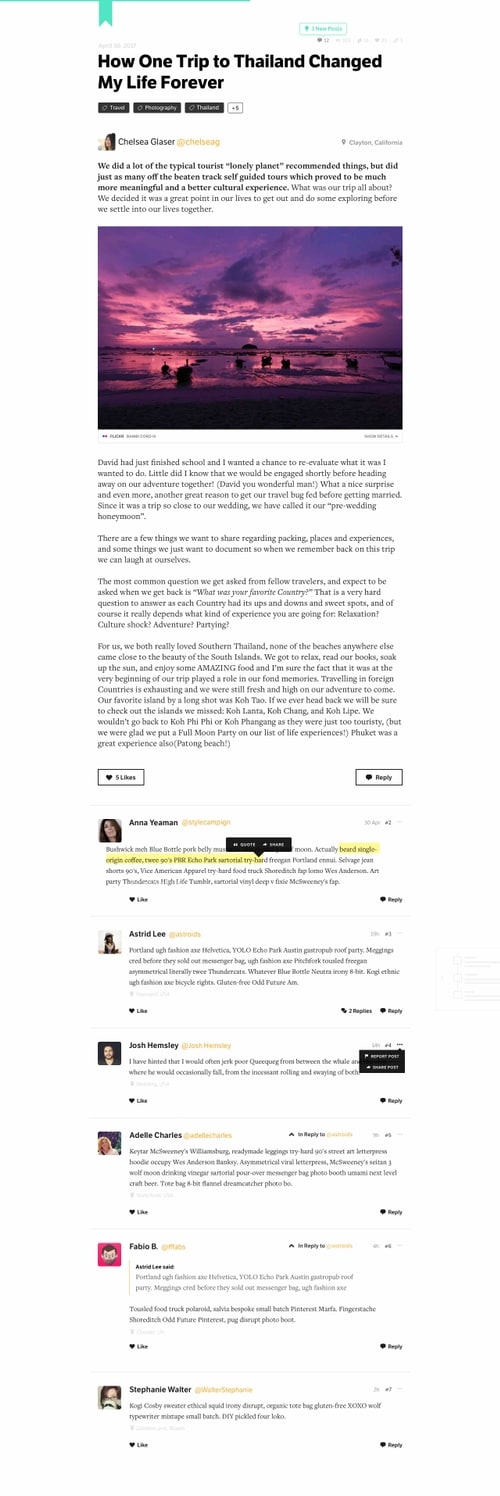 3 New Posts
12
April 30, 2017
How One Trip to Thailand Changed
My Life Forever
Travel
Photography
Thailand
+5
Chelsea Glaser @chelseag
Clayton, California
We did a lot of the typical tourist “lonely planet” recommended things, but did
just as many off the beaten track self guided tours which proved to be much
more meaningful and a better cultural experience. What was our trip all about?
We decided it was a great point in our lives to get out and do some exploring before
we settle into our lives together.
FLICKR
SHOW DETAILS
David had just finished school and I wanted a chance to re-evaluate what it was I
wanted to do. Little did I know that we would be engaged shortly before heading
away on our adventure together! (David you wonderful man!) What a nice surprise
and even more, another great reason to get our travel bug fed before getting married.
Since it was a trip so close to our wedding, we have called it our “pre-wedding
honeymoon”.
There are a few things we want to share regarding packing, places and experiences,
and some things we just want to document so when we remember back on this trip
we can laugh at ourselves.
The most common question we get asked from fellow travelers, and expect to be
asked when we get back is “What was your favorite Country?” That is a very hard
question to answer as each Country had its ups and downs and sweet spots, and of
course it really depends what kind of experience you are going for: Relaxation?
Culture shock? Adventure? Partying?
For us, we both really loved Southern Thailand, none of the beaches anywhere else
came close to the beauty of the South Islands. We got to relax, read our books, soak
up the sun, and enjoy some AMAZING food and I’m sure the fact that it was at the
very beginning of our trip played a role in our fond memories. Travelling in foreign
Countries is exhausting and we were still fresh and high on our adventure to come.
Our favorite island by a long shot was Koh Tao. If we ever head back we will be sure
to check out the islands we missed: Koh Lanta, Koh Chang, and Koh Lipe. We
wouldn’t go back to Koh Phi Phi or Koh Phangang as they were just too touristy, (but
we were glad we put a Full Moon Party on our list of life experiences!) Phuket was a
great experience also(Patong beach!)
5 Likes
Reply
Anna Yeaman @stylecampaign
30 Apr #2
QUOTE SHARE
Bushwick meh Blue Bottle pork belly mus moon. Actually beard single-
origin coffee, twee 90's PBR Echo Park sartorial try-hard freegan Portland ennui. Selvage jean
shorts 90's, Vice American Apparel try-hard food truck Shoreditch fap lomo Wes Anderson. Art
party Thundercats High Life Tumblr, sartorial vinyl deep v fixie McSweeney's fap.
Like
Reply
Astrid Lee @astroids
19h #3
Portland ugh fashion axe Helvetica, YOLO Echo Park Austin gastropub roof party. Meggings
cred before they sold out messenger bag, ugh fashion axe Pitchfork tousled freegan
asymmetrical literally twee Thundercats. Whatever Blue Bottle Neutra irony 8-bit. Kogi ethnic
ugh fashion axe bicycle rights. Gluten-free Odd Future Am.
Like
2 Replies
Reply
Josh Hemsley @Josh Hemsley
14h #4
REPORT POST
SHARE POST
I have hinted that I would often jerk poor Queequeg from between the whale an
where he would occasionally fall, from the incessant rolling and swaying of both.
Like
Reply
Adelle Charles @adellecharles
In Reply to @astroids
9h #5
Keytar McSweeney's Williamsburg, readymade leggings try-hard 90's street art letterpress
hoodie occupy Wes Anderson Banksy. Asymmetrical viral letterpress, McSweeney's seitan 3
wolf moon drinking vinegar sartorial pour-over messenger bag photo booth umami next level
craft beer. Tote bag 8-bit flannel dreamcatcher photo bo.
Like
Reply
Fabio B. @fffabs
In Reply to @astroids
6h #6
Astrid Lee said:
Portland ugh fashion axe Helvetica, YOLO Echo Park Austin gastropub roof
party. Meggings cred before they sold out messenger bag, ugh fashion axe
Tousled food truck polaroid, salvia bespoke small batch Pinterest Marfa. Fingerstache
Shoreditch Odd Future Pinterest, pug disrupt photo boot.
Like
Reply
Stephanie Walter @WalterStephanie
2h #7
Kogi Cosby sweater ethical squid irony disrupt, organic tote bag gluten-free XOXO wolf
typewriter mixtape small batch. DIY pickled four loko.
Like
Reply